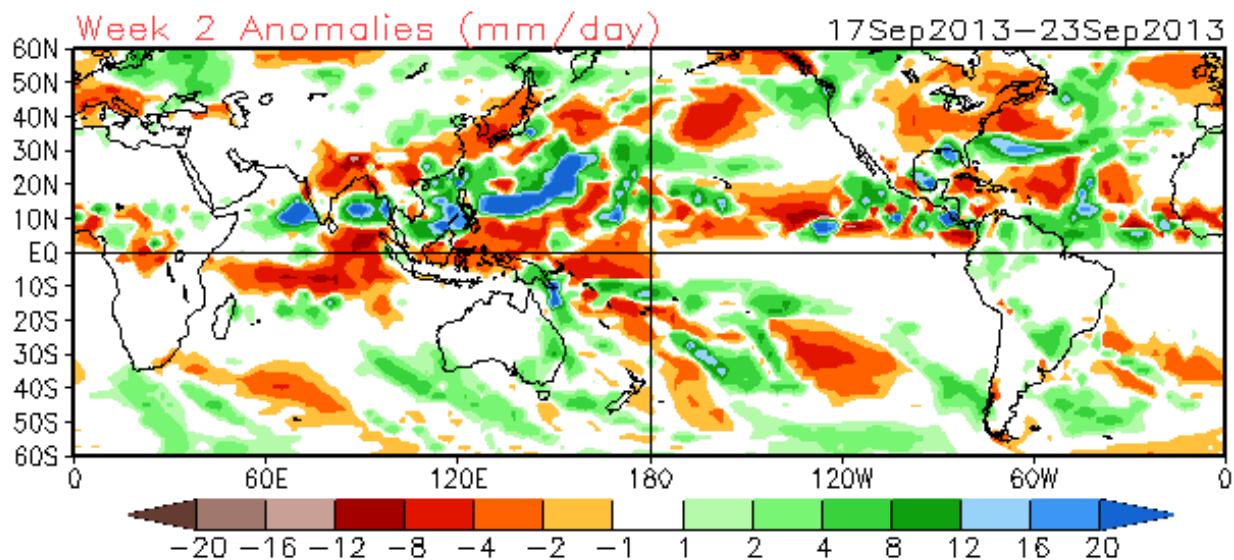 Week 2 Anomalies (mm/day) 17Sep2013-23Sep2013
60N
50N
40N
30N
20N
10N
EQ
10S
20S
30S
40S
50S
60S
0 60E 120E 180 120W 60W 0
-20 -16 -12 -8 -4 -2 -1 1 2 4 8 12 16 20